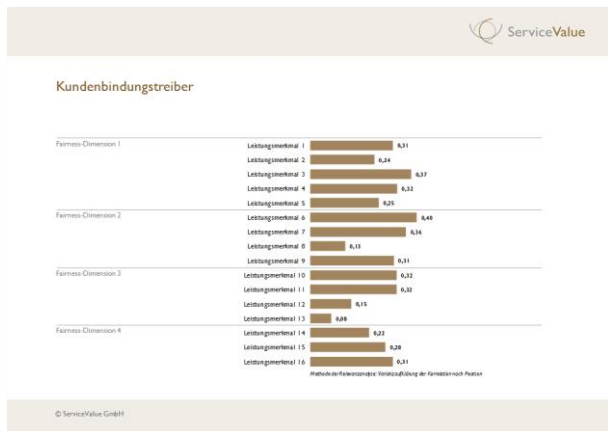 ServiceValue
Kundenbindungstreiber
Fairness-Dimension 1
Leistungsmerkmal 1 0,31
Leistungsmerkmal 2 0,24
Leistungsmerkmal 3 0,37
Leistungsmerkmal 4 0,32
Leistungsmerkmal 5 0,25
Fairness-Dimension 2
Leistungsmerkmal 6 0,40
Leistungsmerkmal 7 0,36
Leistungsmerkmal 8 0,13
Leistungsmerkmal 9 0,31
Fairness-Dimension 3
Leistungsmerkmal 10 0,32
Leistungsmerkmal 11 0,32
Leistungsmerkmal 12 0,15
Leistungsmerkmal 13 0,08
Fairness-Dimension 4
Leistungsmerkmal 14 0,22
Leistungsmerkmal 15 0,28
Leistungsmerkmal 16 0,31
Methode der Relevanzanalyse: Varianzaufklärung der Korrelation nach Pearson
© ServiceValue GmbH